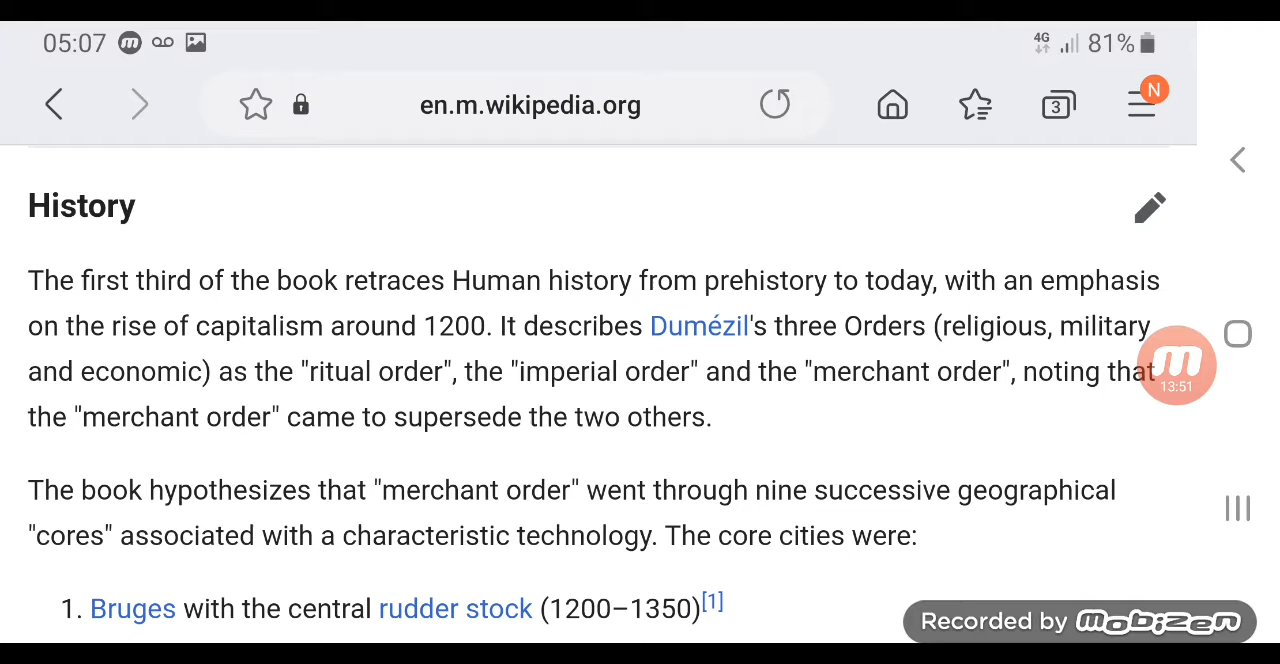 05:07 4G 81%
en.m.wikipedia.org 3 N
History
The first third of the book retraces Human history from prehistory to today, with an emphasis
on the rise of capitalism around 1200. It describes Dumézil's three Orders (religious, military
and economic) as the "ritual order", the "imperial order" and the "merchant order", noting that
13:51
the "merchant order" came to supersede the two others.
The book hypothesizes that "merchant order" went through nine successive geographical
"cores" associated with a characteristic technology. The core cities were:
1. Bruges with the central rudder stock (1200–1350)[1]
Recorded by mobizen